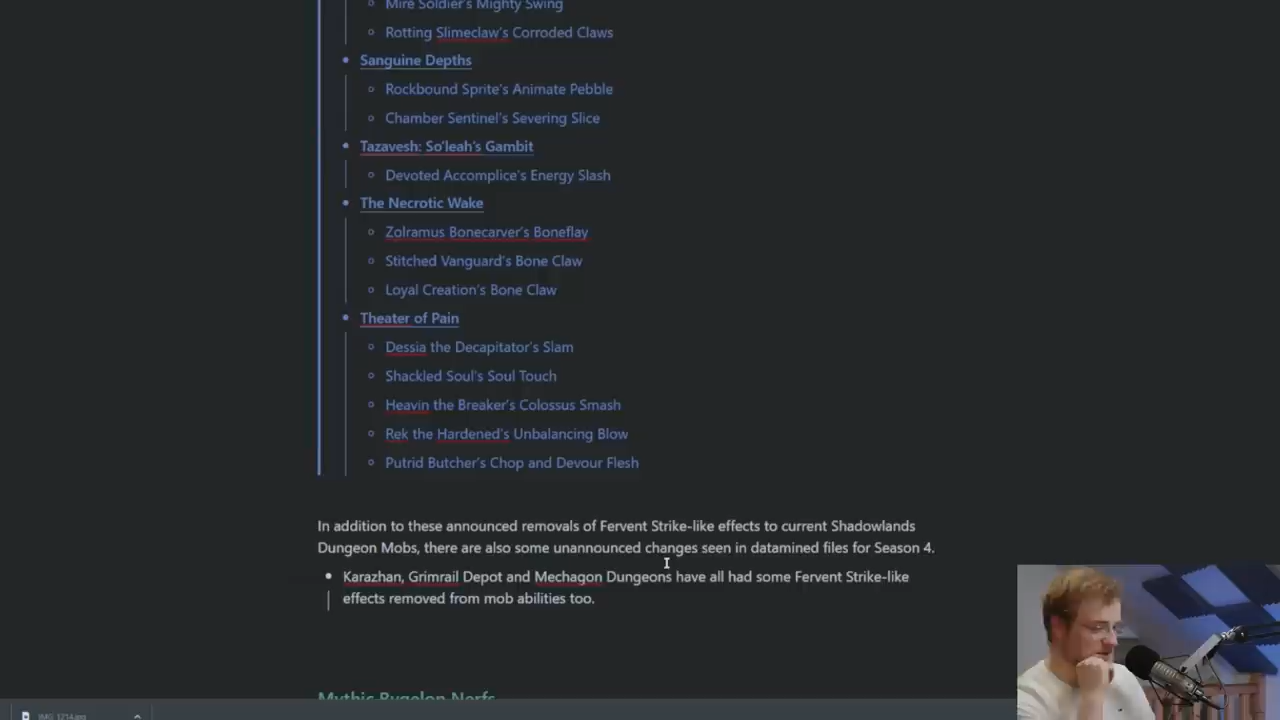 Mire Soldier's Mighty Swing
Rotting Slimeclaw's Corroded Claws
Sanguine Depths
Rockbound Sprite's Animate Pebble
Chamber Sentinel's Severing Slice
Tazavesh: So'leah's Gambit
Devoted Accomplice's Energy Slash
The Necrotic Wake
Zolramus Bonecarver's Boneflay
Stitched Vanguard's Bone Claw
Loyal Creation's Bone Claw
Theater of Pain
Dessia the Decapitator's Slam
Shackled Soul's Soul Touch
Heavin the Breaker's Colossus Smash
Rek the Hardened's Unbalancing Blow
Putrid Butcher's Chop and Devour Flesh
In addition to these announced removals of Fervent Strike-like effects to current Shadowlands
Dungeon Mobs, there are also some unannounced changes seen in datamined files for Season 4.
Karazhan, Grimrail Depot and Mechagon Dungeons have all had some Fervent Strike-like
effects removed from mob abilities too.
Mythic Rygelon Nerfs